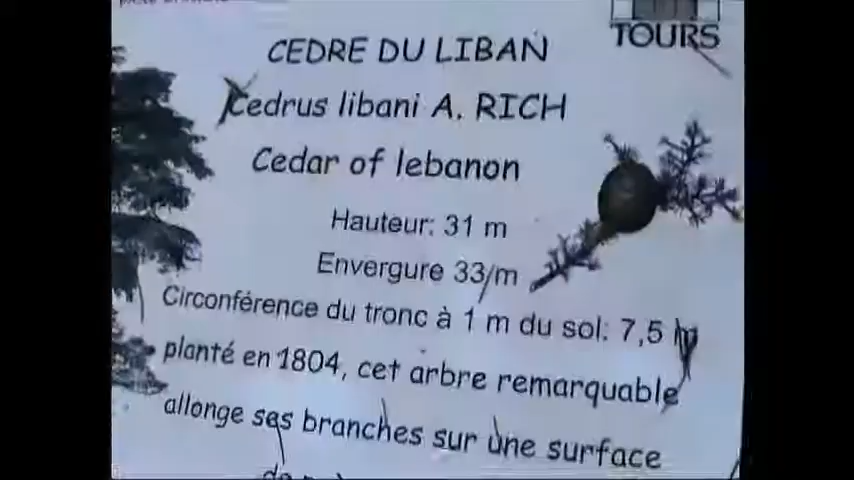 TOURS
CEDRE DU LIBAN
Cedrus libani A. RICH
Cedar of lebanon
Hauteur: 31 m
Envergure 33 m
Circonférence du tronc à 1 m du sol: 7,5 m
planté en 1804, cet arbre remarquable
allonge ses branches sur une surface